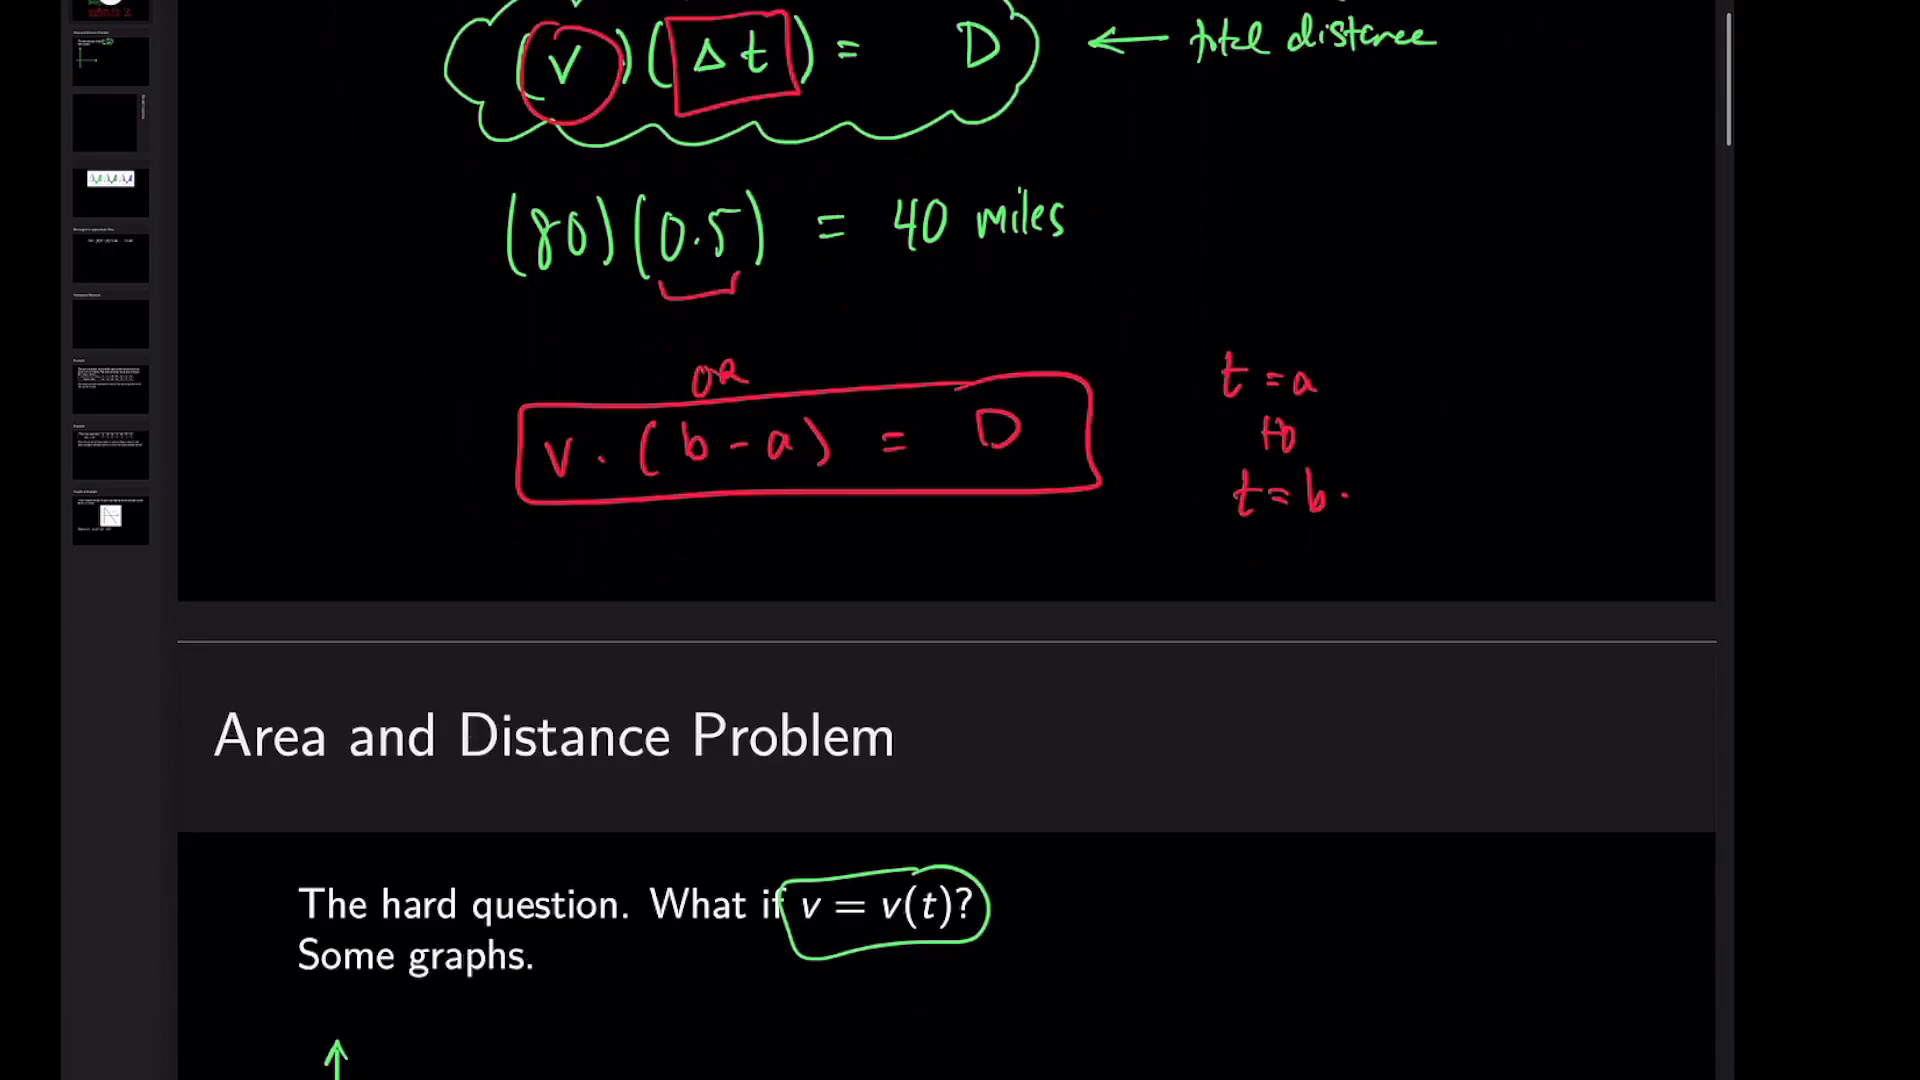 (v)(Δt) = D ← total distance
(80)(0.5) = 40 miles
OR
v · (b - a) = D
t = a
to
t = b.
Area and Distance Problem
The hard question. What if v = v(t)?
Some graphs.